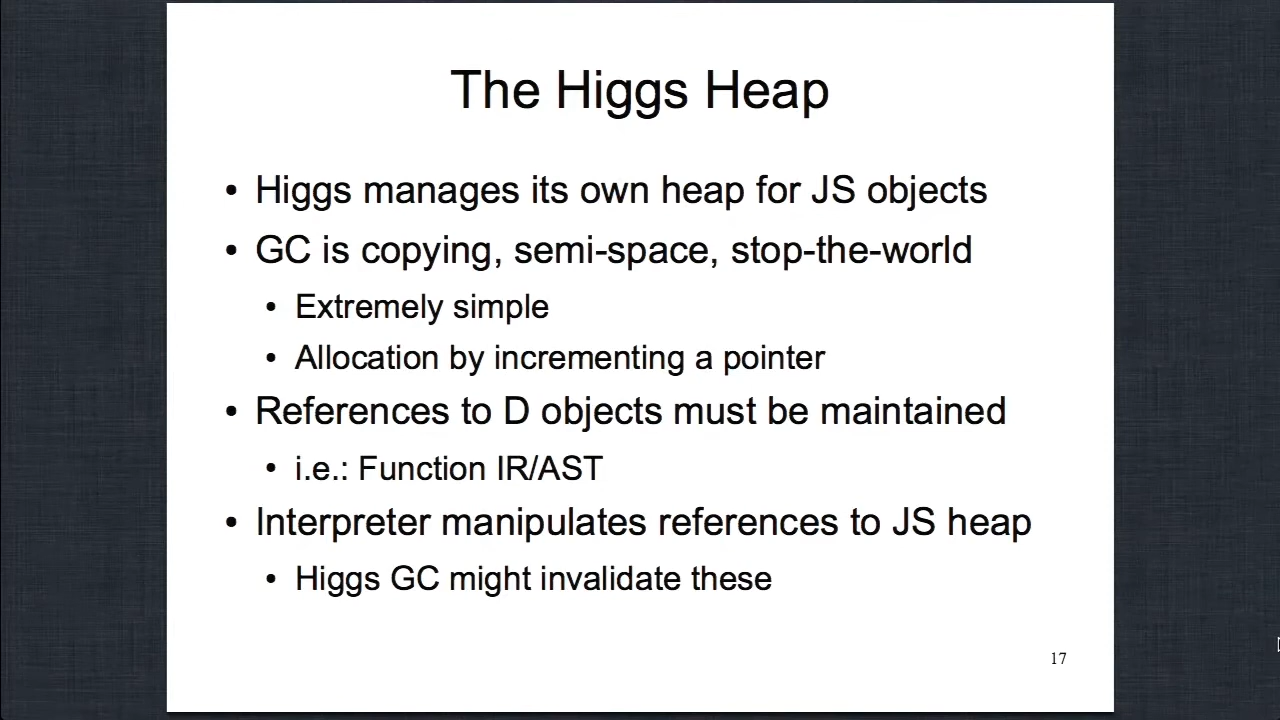 The Higgs Heap
• Higgs manages its own heap for JS objects
• GC is copying, semi-space, stop-the-world
• Extremely simple
• Allocation by incrementing a pointer
• References to D objects must be maintained
• i.e.: Function IR/AST
• Interpreter manipulates references to JS heap
• Higgs GC might invalidate these
17